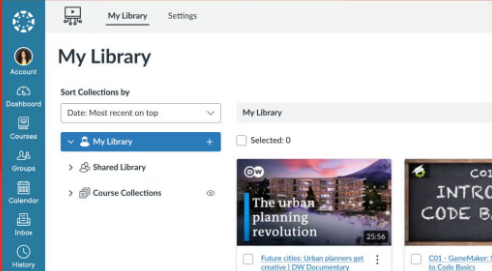 My Library
Settings
My Library
Account
Dashboard
Courses
Groups
Calendar
Inbox
History
Sort Collections by
Date: Most recent on top
My Library
Shared Library
Course Collections
My Library
Selected: 0
DW
The urban
planning
revolution
25:56
Future cities: Urban planners get
creative | DW Documentary
C01
INTRO
CODE B
C01 - GameMaker:
to Code Basics